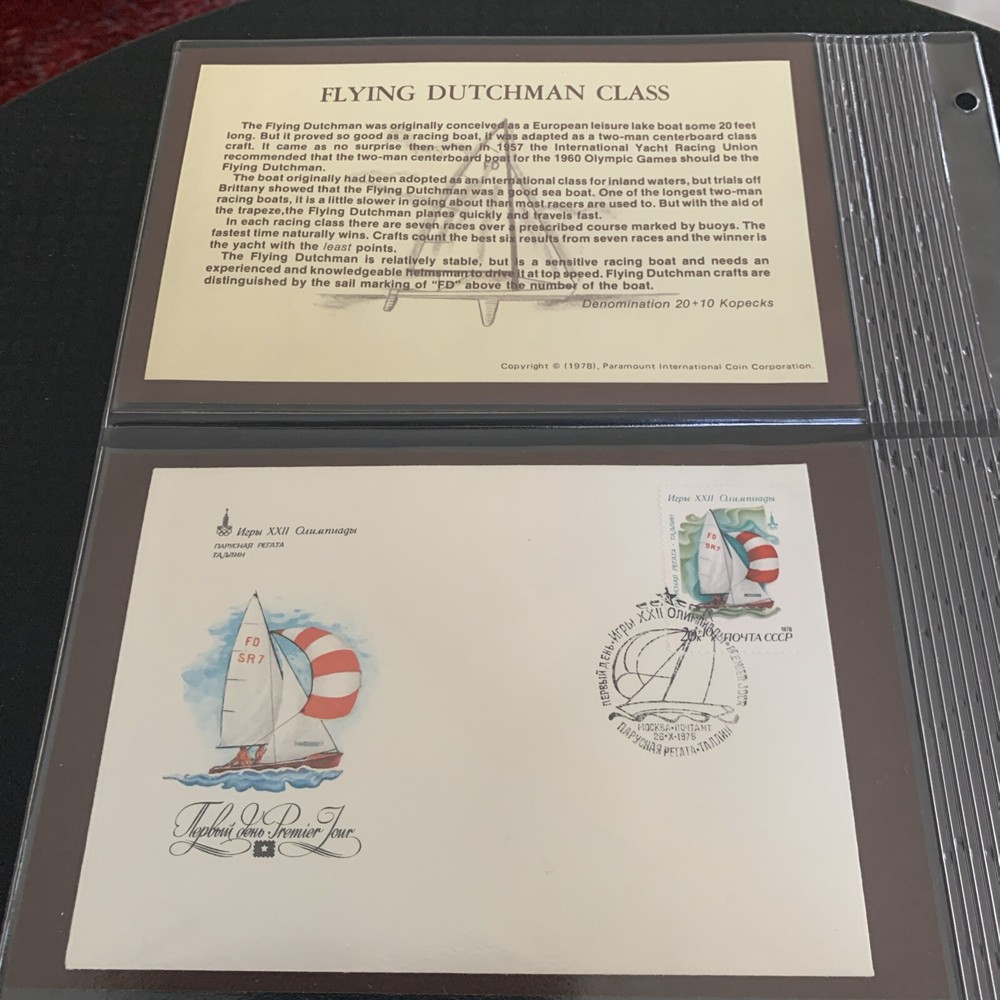 FLYING DUTCHMAN CLASS
The Flying Dutchman was originally conceived as a European leisure lake boat some 20 feet
long. But it proved so good as a racing boat, it was adapted as a two-man centerboard class
craft. It came as no surprise then when in 1957 the International Yacht Racing Union
recommended that the two-man centerboard boat for the 1960 Olympic Games should be the
Flying Dutchman.
The boat originally had been adopted as an international class for inland waters, but trials off
Brittany showed that the Flying Dutchman was a good sea boat. One of the longest two-man
racing boats, it is a little slower in going about than most racers are used to. But with the aid of
the trapeze,the Flying Dutchman planes quickly and travels fast.
In each racing class there are seven races over a prescribed course marked by buoys. The
fastest time naturally wins. Crafts count the best six results from seven races and the winner is
the yacht with the least points.
The Flying Dutchman is relatively stable, but is a sensitive racing boat and needs an
experienced and knowledgeable helmsman to drive it at top speed. Flying Dutchman crafts are
distinguished by the sail marking of "FD" above the number of the boat.
FD
Denomination 20+10 Kopecks
Copyright © (1978), Paramount International Coin Corporation.
Игры XXII Олимпиады
ПАРУСНАЯ РЕГАТА
ТАЛЛИН
FD
SR7
Первый день · Premier Jour
Игры XXII Олимпиады
ПАРУСНАЯ РЕГАТА · ТАЛЛИН
FD
SR7
1978
ПОЧТА СССР
ПЕРВЫЙ ДЕНЬ · ИГРЫ XXII ОЛИМПИАДЫ · PREMIER JOUR
МОСКВА · ПОЧТАМТ
26·X·1978
ПАРУСНАЯ РЕГАТА · ТАЛЛИН